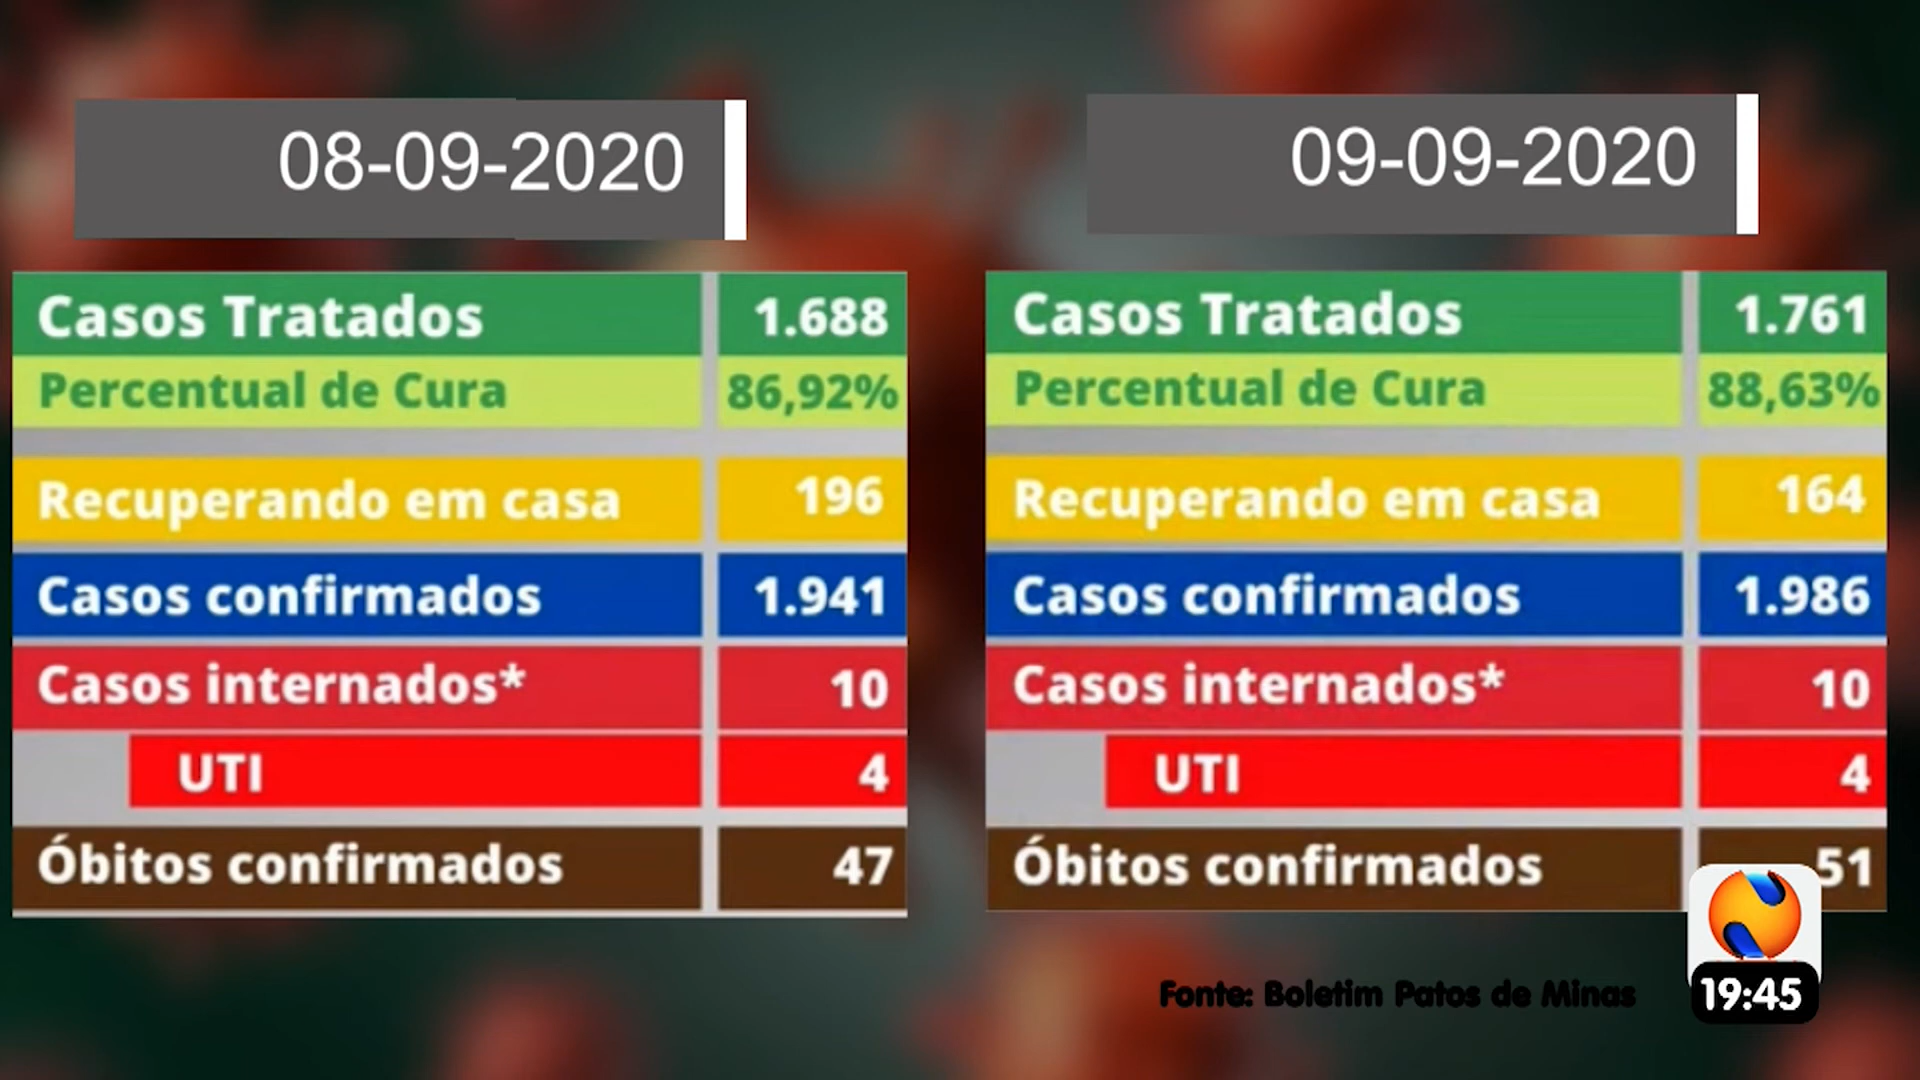 08-09-2020
Casos Tratados 1.688
Percentual de Cura 86,92%
Recuperando em casa 196
Casos confirmados 1.941
Casos internados* 10
UTI 4
Óbitos confirmados 47
09-09-2020
Casos Tratados 1.761
Percentual de Cura 88,63%
Recuperando em casa 164
Casos confirmados 1.986
Casos internados* 10
UTI 4
Óbitos confirmados 51
Fonte: Boletim Patos de Minas
19:45